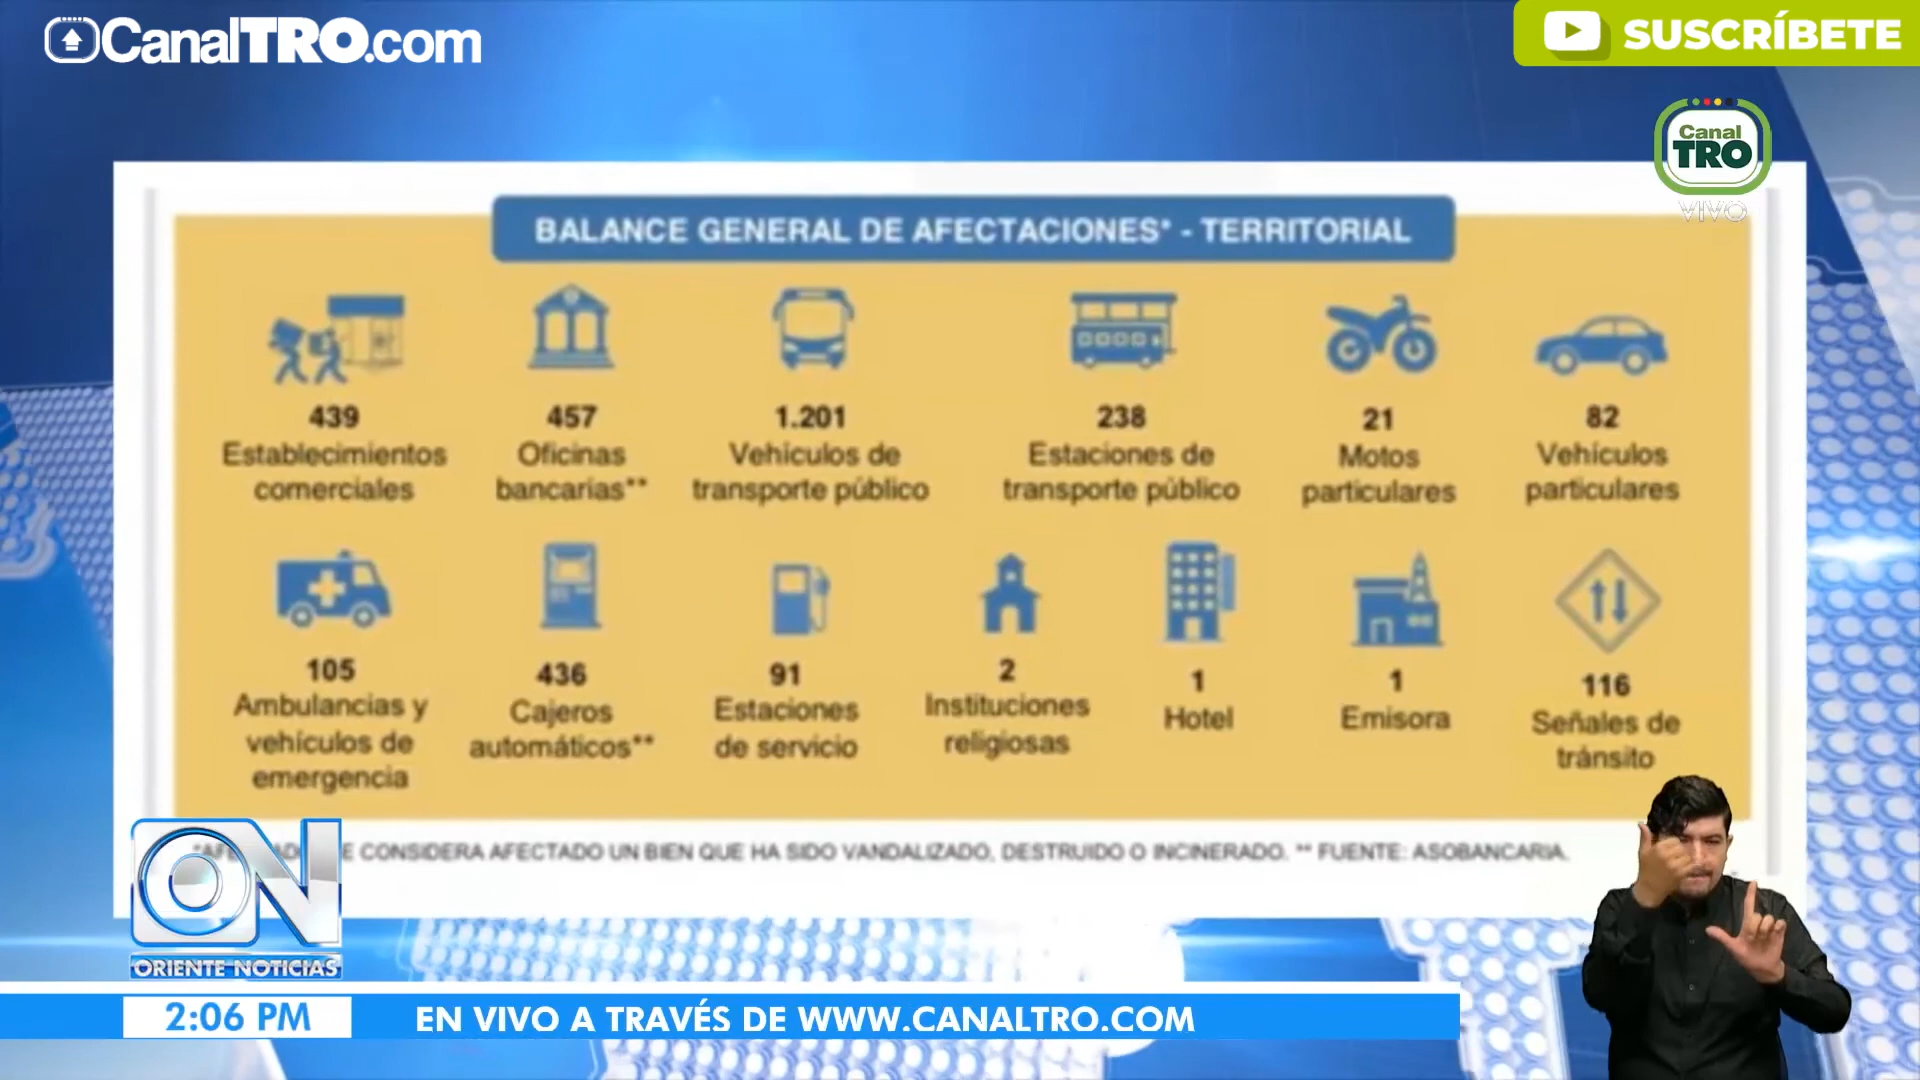 CanalTRO.com
SUSCRÍBETE
Canal
TRO
VIVO
BALANCE GENERAL DE AFECTACIONES* - TERRITORIAL
439
Establecimientos
comerciales
457
Oficinas
bancarias**
1.201
Vehículos de
transporte público
238
Estaciones de
transporte público
21
Motos
particulares
82
Vehículos
particulares
105
Ambulancias y
vehículos de
emergencia
436
Cajeros
automáticos**
91
Estaciones
de servicio
2
Instituciones
religiosas
1
Hotel
1
Emisora
116
Señales de
tránsito
CONSIDERA AFECTADO UN BIEN QUE HA SIDO VANDALIZADO, DESTRUIDO O INCINERADO. ** FUENTE: ASOBANCARIA.
ON
ORIENTE NOTICIAS
2:06 PM
EN VIVO A TRAVÉS DE WWW.CANALTRO.COM